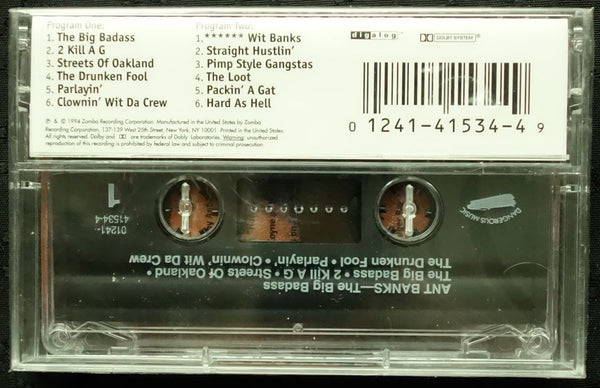 Program One:
1. The Big Badass
2. 2 Kill A G
3. Streets Of Oakland
4. The Drunken Fool
5. Parlayin'
6. Clownin' Wit Da Crew
Program Two:
1. ****** Wit Banks
2. Straight Hustlin'
3. Pimp Style Gangstas
4. The Loot
5. Packin' A Gat
6. Hard As Hell
℗ & © 1994 Zomba Recording Corporation. Manufactured in the United States by Zomba
Recording Corporation, 137-139 West 25th Street, New York, NY 10001. Printed in the United States.
All rights reserved. Dolby and are trademarks of Dolby Laboratories. Warning: unauthorized
reproduction of this recording is prohibited by federal law and subject to criminal prosecution.
digalog
DOLBY SYSTEM
0 1241-41534-4 9
1
01241-
41534-4
DANGEROUS MUSIC
ANT BANKS—The Big Badass
The Big Badass • 2 Kill A G • Streets Of Oakland •
The Drunken Fool • Parlayin' • Clownin' Wit Da Crew